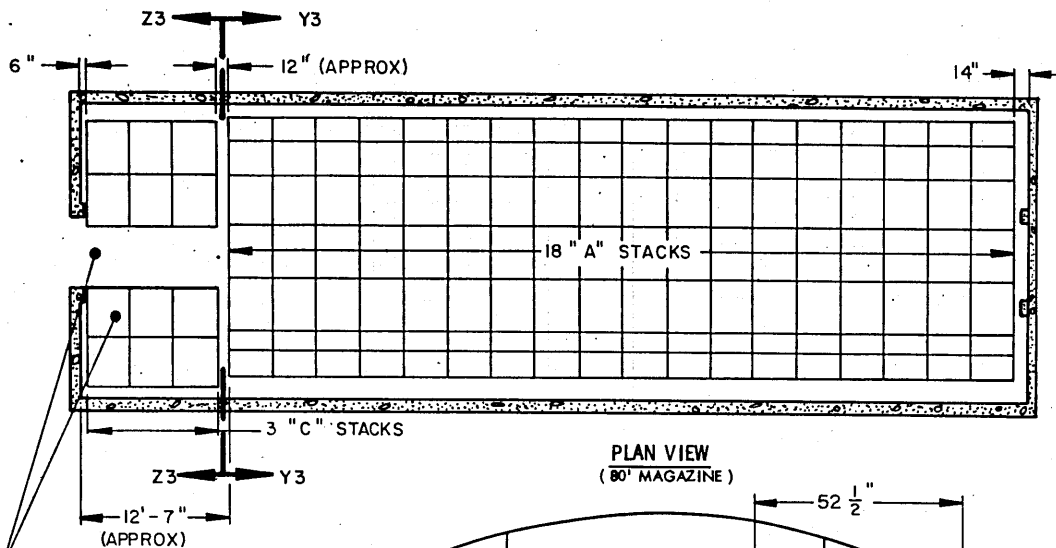 Z3 Y3
6" 12" (APPROX) 14"
18 "A" STACKS
3 "C" STACKS
PLAN VIEW
(80' MAGAZINE)
Z3 Y3
52 1/2"
12'-7"
(APPROX)